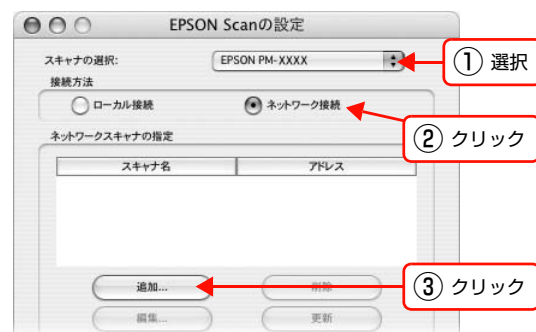 EPSON Scanの設定
スキャナの選択: EPSON PM-XXXX
① 選択
接続方法
ローカル接続 ネットワーク接続
② クリック
ネットワークスキャナの指定
スキャナ名 アドレス
追加... 削除
③ クリック
編集... 更新